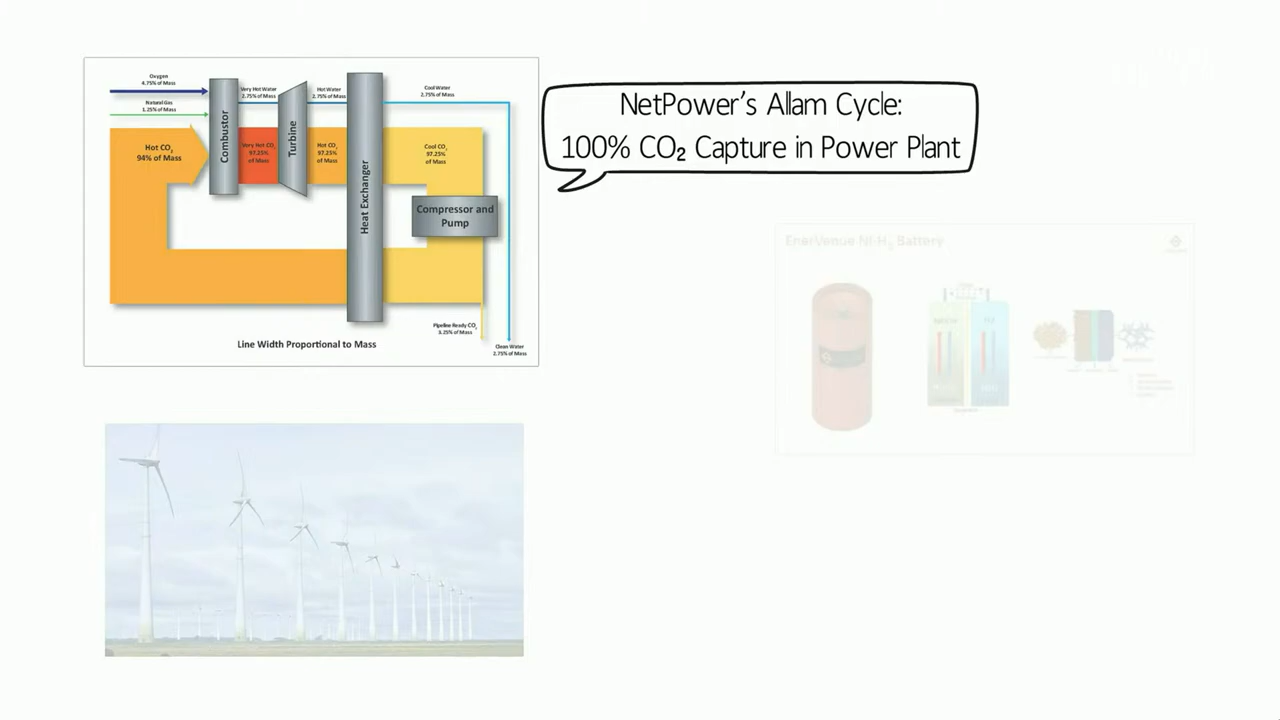 Oxygen
4.75% of Mass
Natural Gas
1.25% of Mass
Hot CO₂
94% of Mass
Combustor
Very Hot Water
2.75% of Mass
Very Hot CO₂
97.25%
of Mass
Turbine
Hot Water
2.75% of Mass
Hot CO₂
97.25%
of Mass
Heat Exchanger
Cool Water
2.75% of Mass
Cool CO₂
97.25%
of Mass
Compressor and
Pump
Pipeline Ready CO₂
3.25% of Mass
Clean Water
2.75% of Mass
Line Width Proportional to Mass
NetPower's Allam Cycle:
100% CO₂ Capture in Power Plant
EnerVenue Ni-H₂ Battery